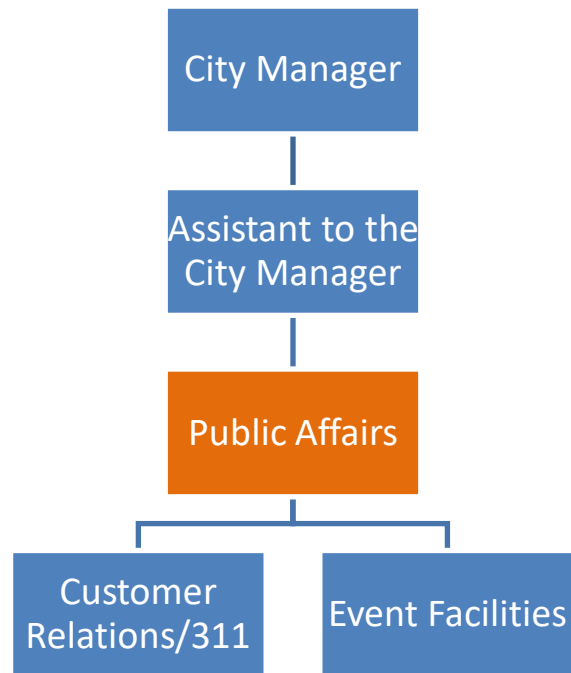 City Manager
Assistant to the
City Manager
Public Affairs
Customer
Relations/311
Event Facilities